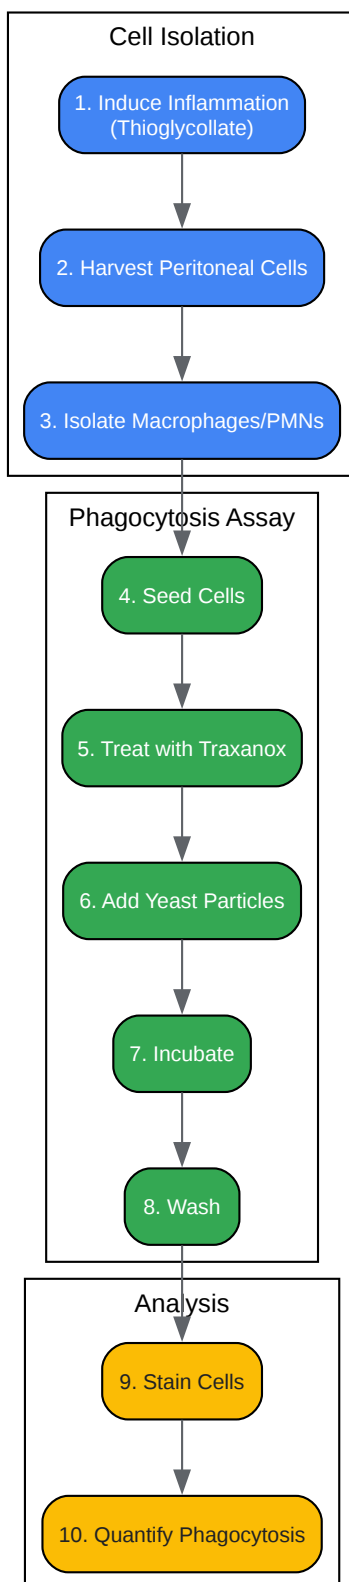 Cell Isolation
1. Induce Inflammation
(Thioglycollate)
2. Harvest Peritoneal Cells
3. Isolate Macrophages/PMNs
Phagocytosis Assay
4. Seed Cells
5. Treat with Traxanox
6. Add Yeast Particles
7. Incubate
8. Wash
Analysis
9. Stain Cells
10. Quantify Phagocytosis